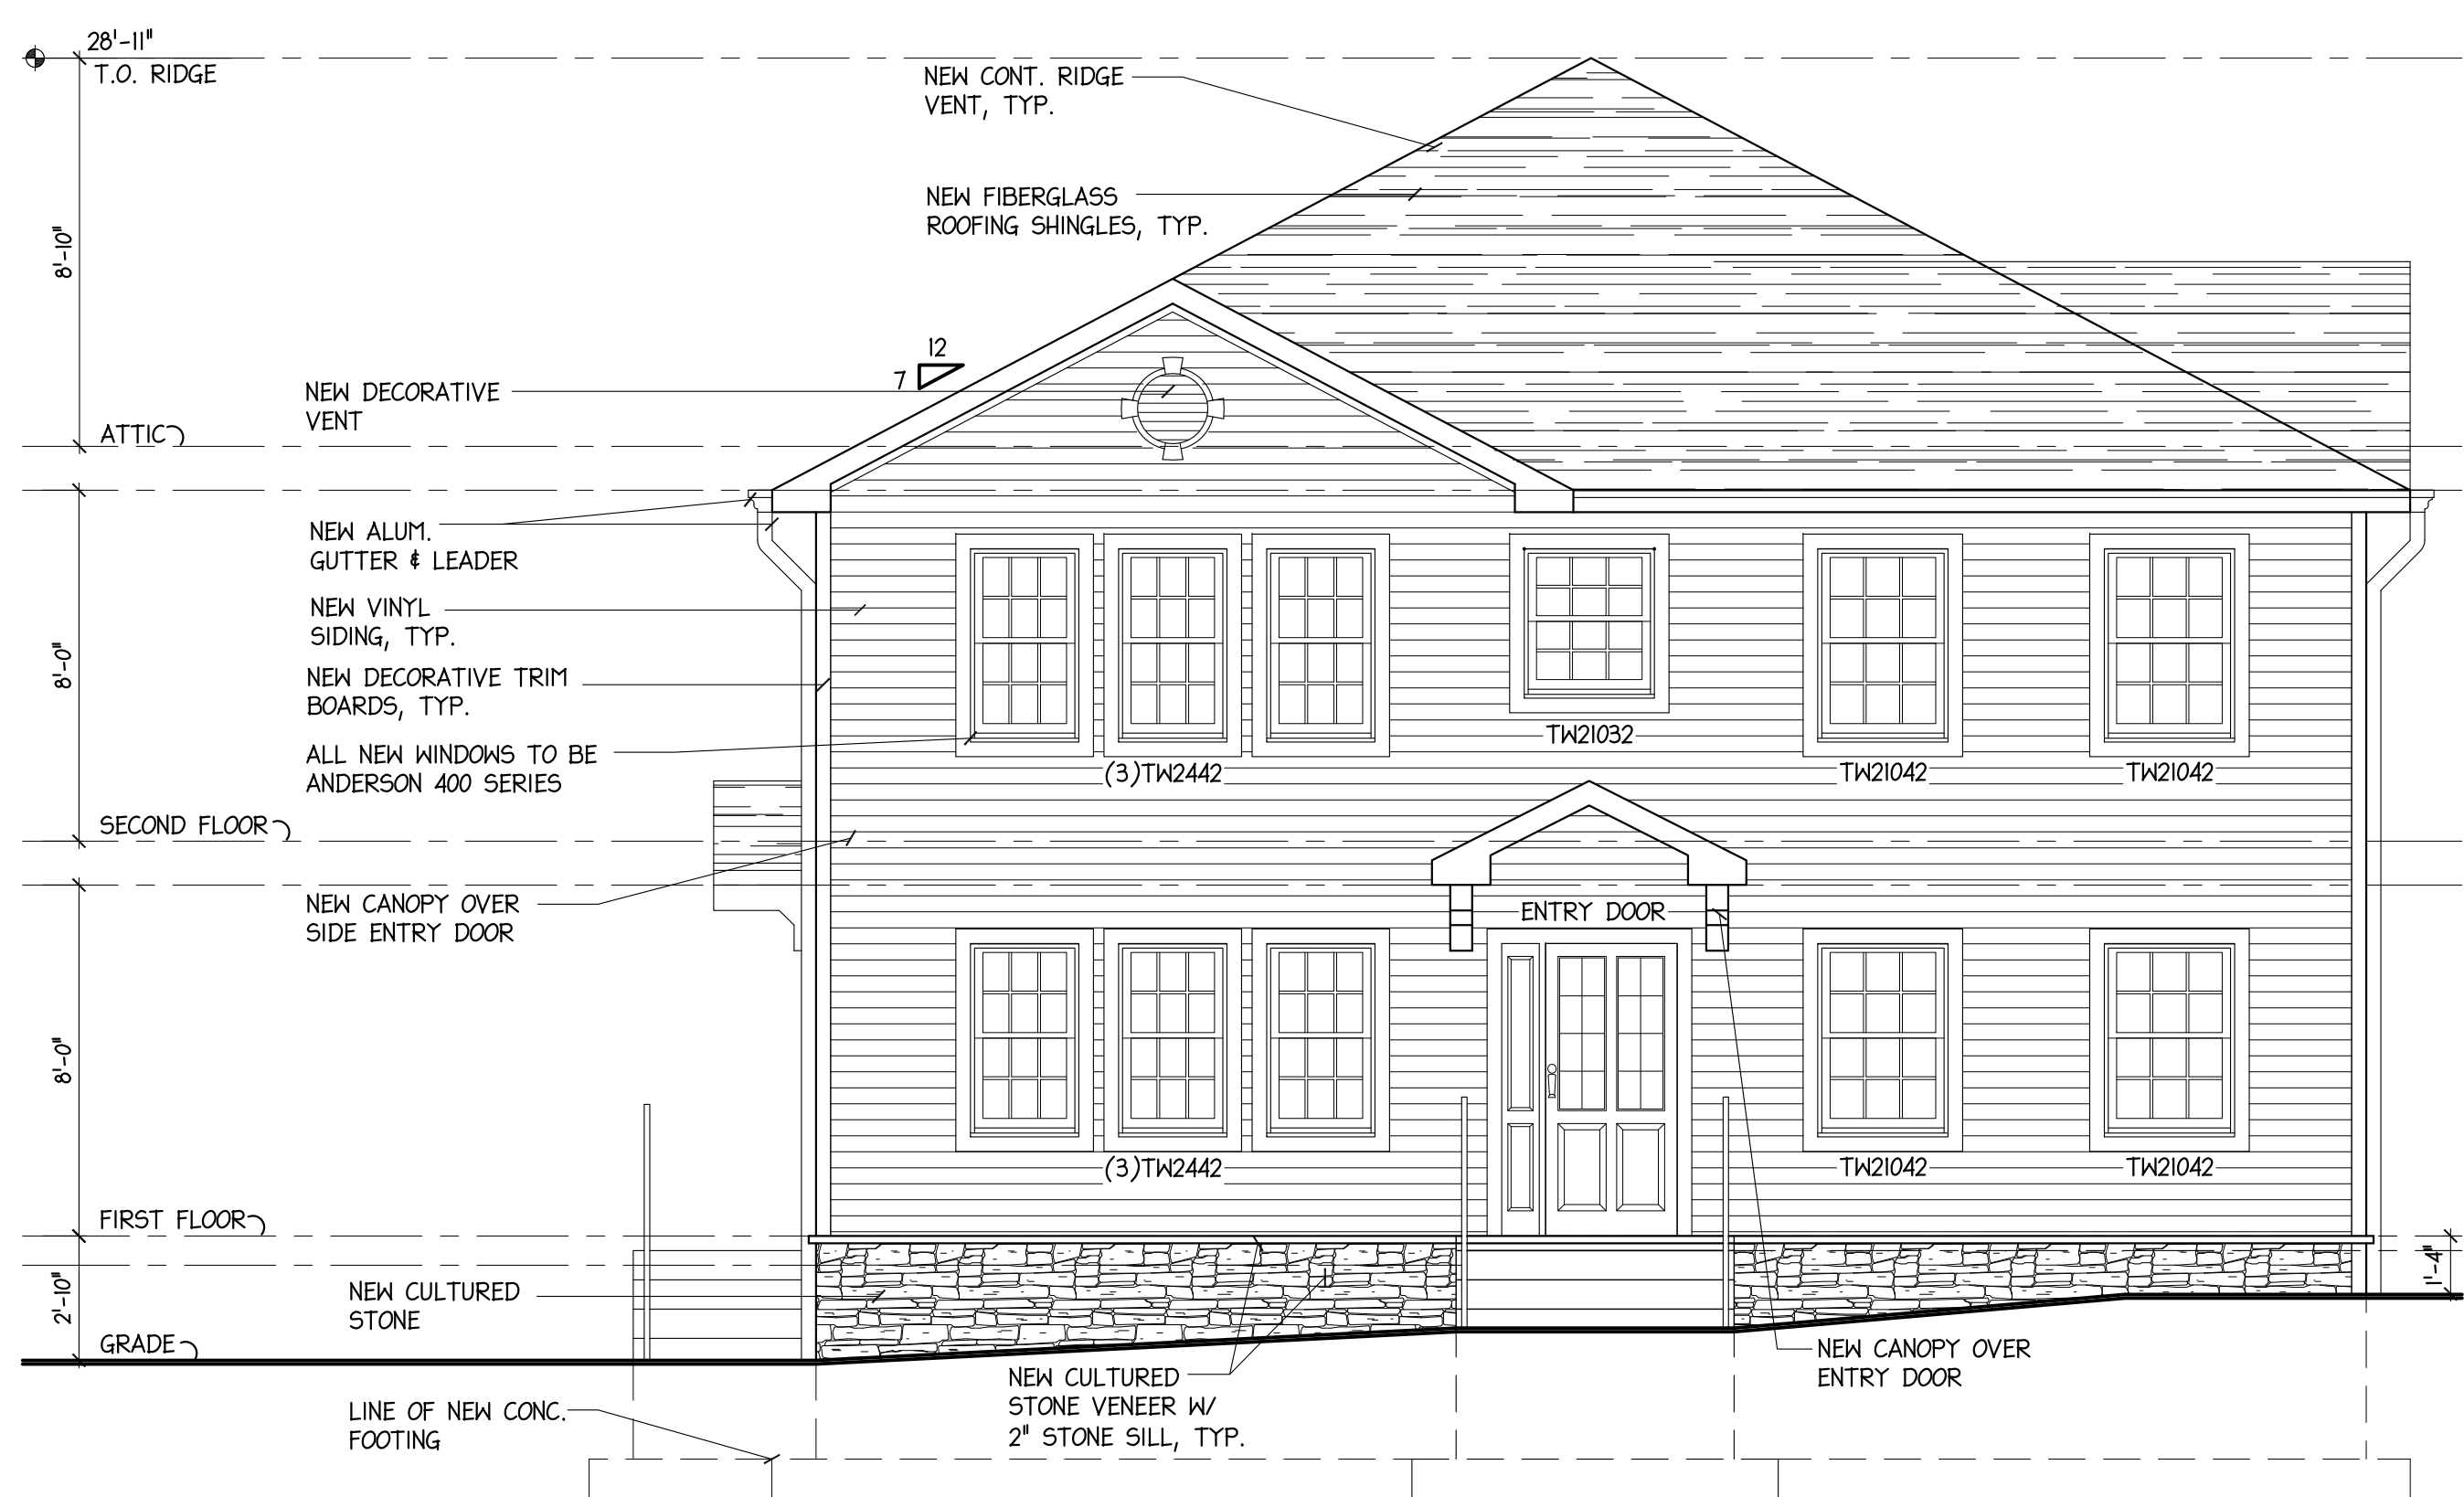 28'-11"
T.O. RIDGE
NEW CONT. RIDGE
VENT, TYP.
NEW FIBERGLASS
ROOFING SHINGLES, TYP.
8'-10"
12
7
NEW DECORATIVE
VENT
ATTIC
NEW ALUM.
GUTTER & LEADER
NEW VINYL
SIDING, TYP.
8'-0"
NEW DECORATIVE TRIM
BOARDS, TYP.
ALL NEW WINDOWS TO BE
ANDERSON 400 SERIES
TW21032
(3)TW2442
TW21042
TW21042
SECOND FLOOR
NEW CANOPY OVER
SIDE ENTRY DOOR
ENTRY DOOR
8'-0"
(3)TW2442
TW21042
TW21042
FIRST FLOOR
2'-10"
NEW CULTURED
STONE
1'-4"
GRADE
NEW CANOPY OVER
ENTRY DOOR
NEW CULTURED
STONE VENEER W/
2" STONE SILL, TYP.
LINE OF NEW CONC.
FOOTING